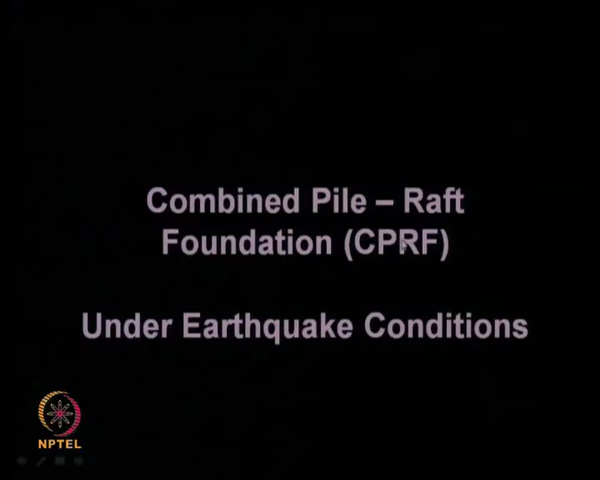 Combined Pile – Raft
Foundation (CPRF)
Under Earthquake Conditions
NPTEL